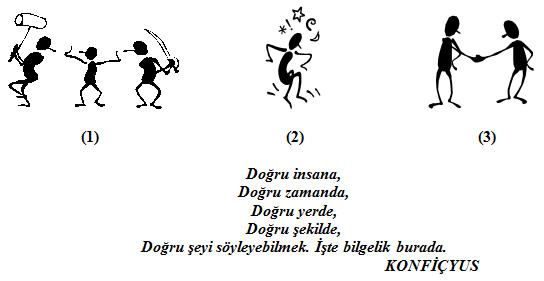 (1) (2) (3)
Doğru insana,
Doğru zamanda,
Doğru yerde,
Doğru şekilde,
Doğru şeyi söyleyebilmek. İşte bilgelik burada.
KONFİÇYUS